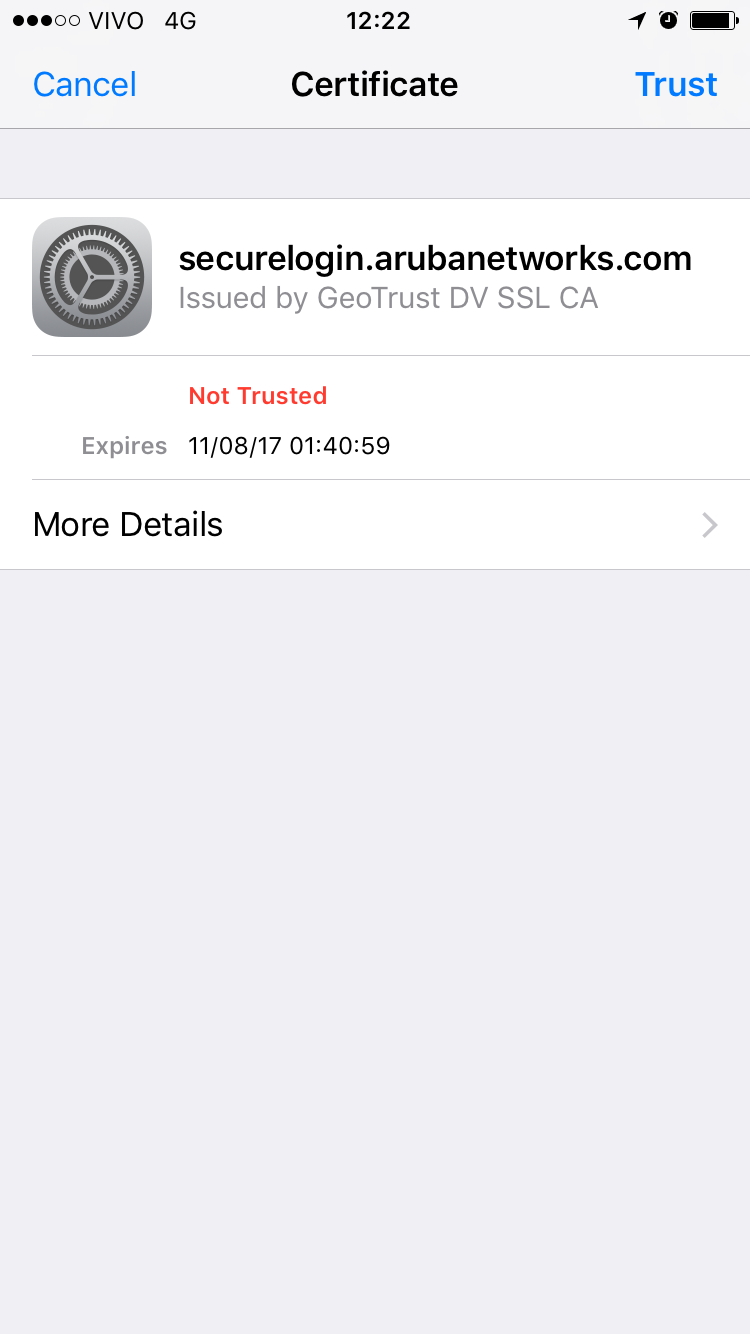 VIVO 4G 12:22
Cancel Certificate Trust
securelogin.arubanetworks.com
Issued by GeoTrust DV SSL CA
Not Trusted
Expires 11/08/17 01:40:59
More Details